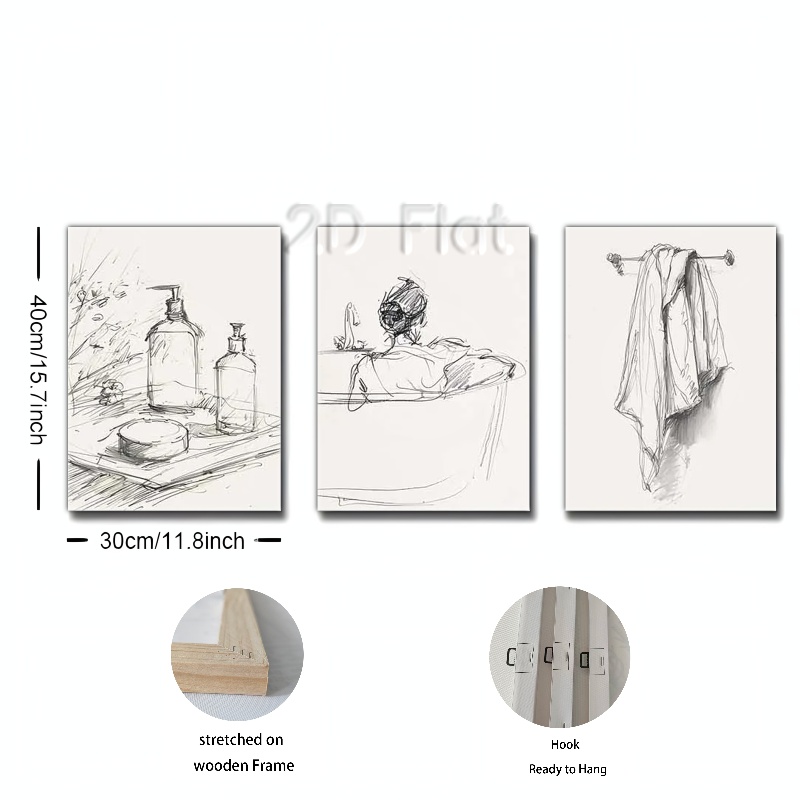 2D Flat
40cm/15.7inch
30cm/11.8inch
stretched on
wooden Frame
Hook
Ready to Hang